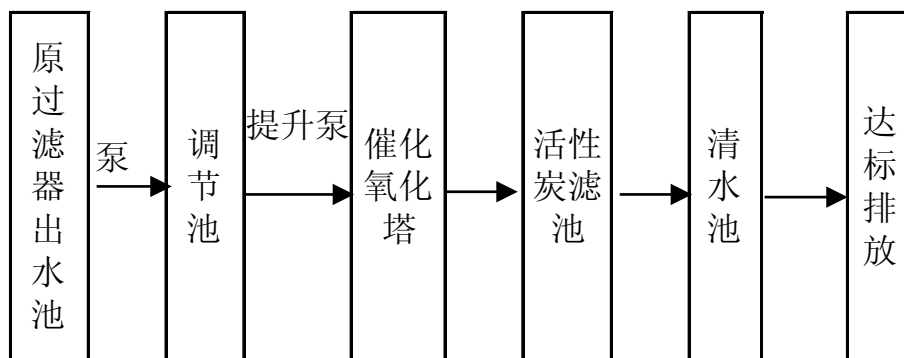 原过滤器出水池
泵
调节池
提升泵
催化
氧化
塔
活性
炭滤
池
清水池
达标排放